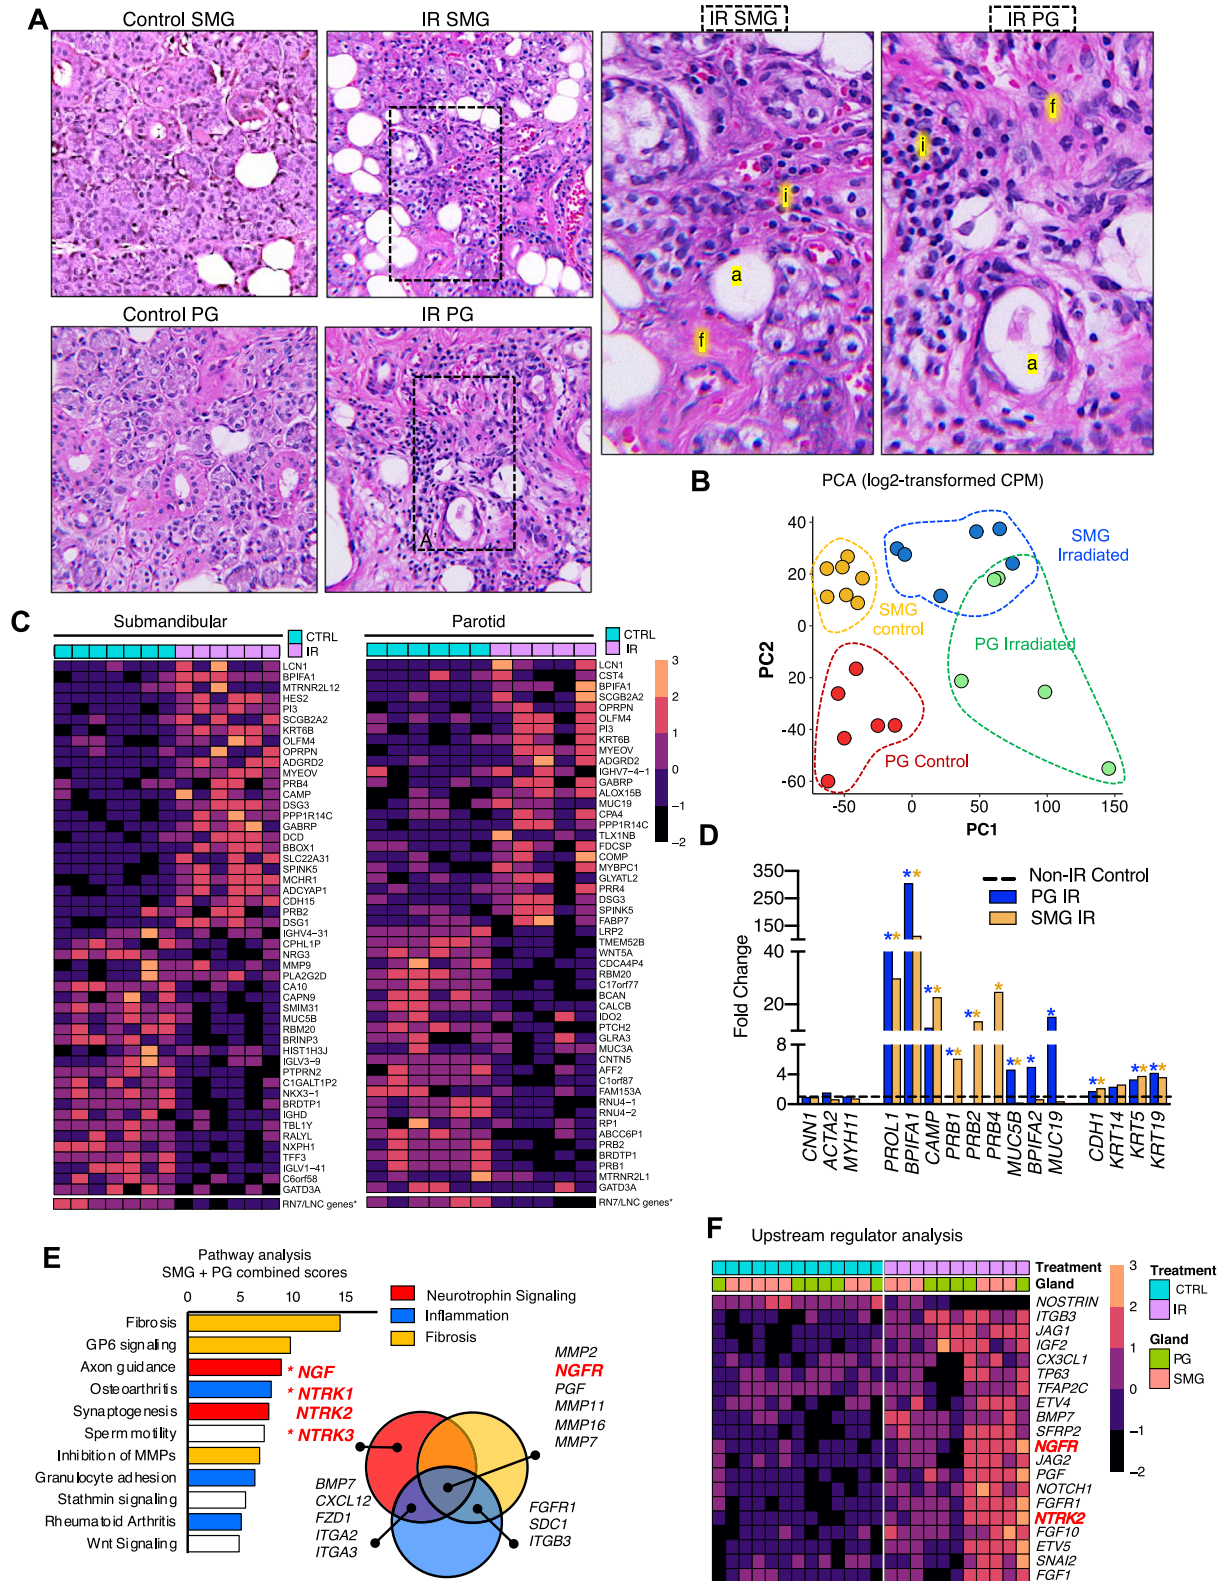 A
Control SMG
IR SMG
IR SMG
IR PG
i
a
f
f
i
a
Control PG
IR PG
A'
B
PCA (log2-transformed CPM)
PC2
40
20
0
20
-40
-60
-50
0
50
100
150
PC1
SMG
Irradiated
SMG
control
PG Irradiated
PG Control
C
Submandibular
CTRL
IR
LCN1
BPIFA1
MTRNR2L12
HES2
PI3
SCGB2A2
KRT6B
OLFM4
OPRPN
ADGRD2
MYEOV
PRB4
CAMP
DSG3
PPP1R14C
GABRP
DCD
BBOX1
SLC22A31
SPINK5
MCHR1
ADCYAP1
CDH15
PRB2
DSG1
IGHV4-31
CPHL1P
NRG3
MMP9
PLA2G2D
CA10
CAPN9
SMIM31
MUC5B
RBM20
BRINP3
HIST1H3J
IGLV3-9
PTPRN2
C1GALT1P2
NKX3-1
BRDTP1
IGHD
TBL1Y
RALYL
NXPH1
TFF3
IGLV1-41
C6orf58
GATD3A
RN7/LNC genes*
Parotid
CTRL
IR
LCN1
CST4
BPIFA1
SCGB2A2
OPRPN
OLFM4
PI3
KRT6B
MYEOV
ADGRD2
IGHV7-4-1
GABRP
ALOX15B
MUC19
CPA4
PPP1R14C
TLX1NB
FDCSP
COMP
MYBPC1
GLYATL2
PRR4
DSG3
SPINK5
FABP7
LRP2
TMEM52B
WNT5A
CDCA4P4
RBM20
C17orf77
BCAN
CALCB
IDO2
PTCH2
GLRA3
MUC3A
CNTN5
AFF2
C1orf87
FAM153A
RNU4-1
RNU4-2
RP1
ABCC6P1
PRB2
BRDTP1
PRB1
MTRNR2L1
GATD3A
RN7/LNC genes*
3
2
1
0
−1
−2
D
Fold Change
350
250
150
40
20
8
4
0
Non-IR Control
PG IR
SMG IR
* *
* *
* *
* *
* *
*
* *
*
*
* *
* *
* *
CNN1
ACTA2
MYH11
PROL1
BPIFA1
CAMP
PRB1
PRB2
PRB4
MUC5B
BPIFA2
MUC19
CDH1
KRT14
KRT5
KRT19
E
Pathway analysis
SMG + PG combined scores
0 5 10 15
Fibrosis
GP6 signaling
Axon guidance
Osteoarthritis
Synaptogenesis
Sperm motility
Inhibition of MMPs
Granulocyte adhesion
Stathmin signaling
Rheumatoid Arthritis
Wnt Signaling
* NGF
* NTRK1
NTRK2
* NTRK3
Neurotrophin Signaling
Inflammation
Fibrosis
MMP2
NGFR
PGF
MMP11
MMP16
MMP7
BMP7
CXCL12
FZD1
ITGA2
ITGA3
FGFR1
SDC1
ITGB3
F
Upstream regulator analysis
Treatment
Gland
NOSTRIN
ITGB3
JAG1
IGF2
CX3CL1
TP63
TFAP2C
ETV4
BMP7
SFRP2
NGFR
JAG2
PGF
NOTCH1
FGFR1
NTRK2
FGF10
ETV5
SNAI2
FGF1
3
2
1
0
−1
−2
Treatment
CTRL
IR
Gland
PG
SMG